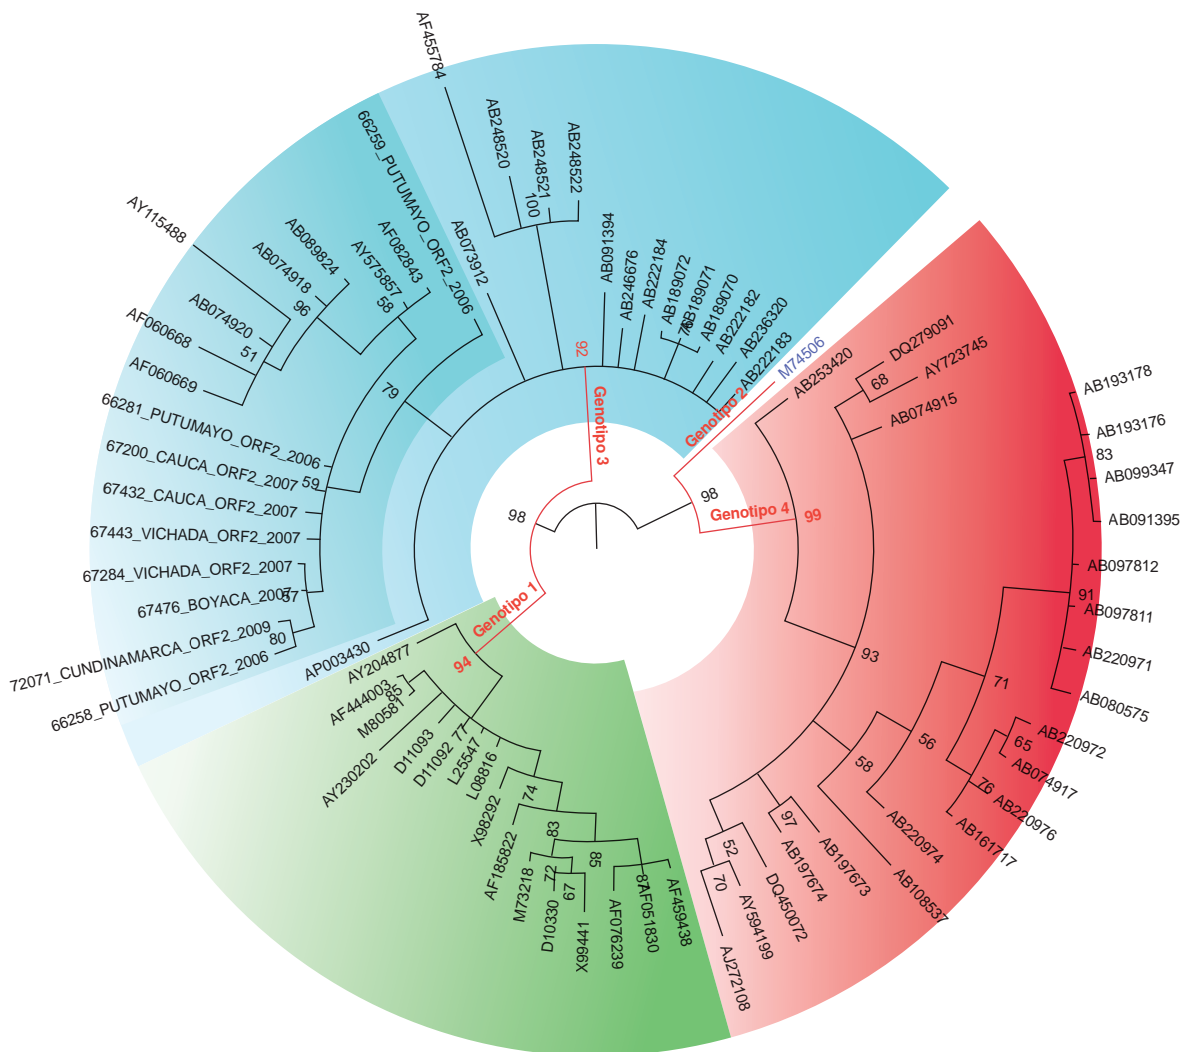 AF455784
AB248520
AB248521
AB248522
100
66259_PUTUMAYO_ORF2_2006
AB073912
AB091394
AB246676
AB222184
AB189072
AB189071
76
AB189070
AB222182
AB236320
AB222183
92
Genotipo 3
Genotipo 2
M74506
AY115488
AB089824
AB074918
96
AF082843
AY575857
58
AB074920
51
AF060668
AF060669
79
66281_PUTUMAYO_ORF2_2006
59
67200_CAUCA_ORF2_2007
67432_CAUCA_ORF2_2007
67443_VICHADA_ORF2_2007
67284_VICHADA_ORF2_2007
67476_BOYACA_2007
57
72071_CUNDINAMARCA_ORF2_2009
80
66258_PUTUMAYO_ORF2_2006
AP003430
98
98
Genotipo 4
99
Genotipo 1
94
AY204877
AF444003
85
M80581
AY230202
D11093
D11092
77
L25547
L08816
X98292
74
AF185822
83
M73218
72
D10330
67
X99441
85
AF076239
87
AF051830
AF459438
AB253420
DQ279091
68
AY723745
AB074915
AB193178
AB193176
83
AB099347
AB091395
AB097812
91
AB097811
AB220971
AB080575
93
71
AB220972
65
AB074917
76
AB220976
AB161717
56
58
AB220974
AB108537
97
AB197673
AB197674
52
DQ450072
70
AY594199
AJ272108